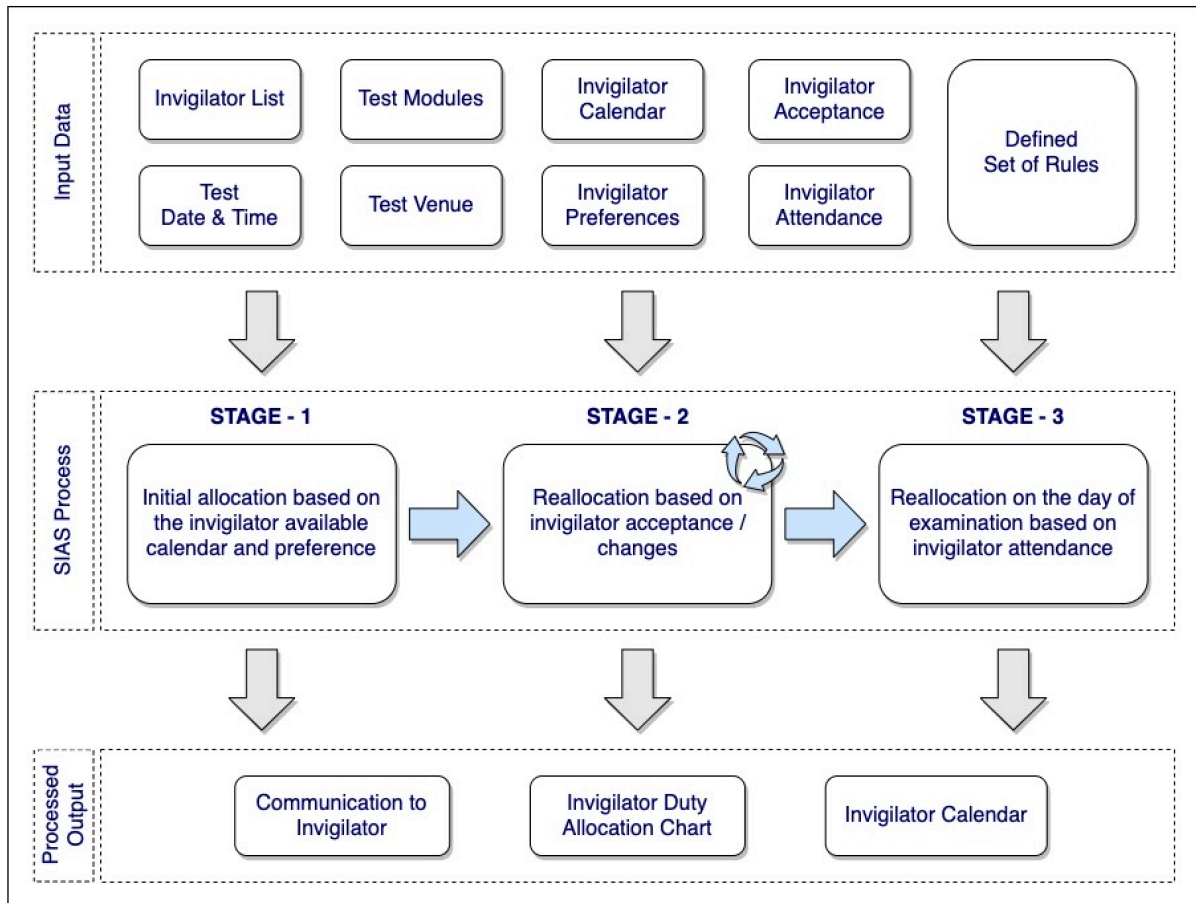 Input Data
Invigilator List
Test Modules
Invigilator
Calendar
Invigilator
Acceptance
Defined
Set of Rules
Test
Date & Time
Test Venue
Invigilator
Preferences
Invigilator
Attendance
SIAS Process
STAGE - 1
Initial allocation based on
the invigilator available
calendar and preference
STAGE - 2
Reallocation based on
invigilator acceptance /
changes
STAGE - 3
Reallocation on the day of
examination based on
invigilator attendance
Processed
Output
Communication to
Invigilator
Invigilator Duty
Allocation Chart
Invigilator Calendar